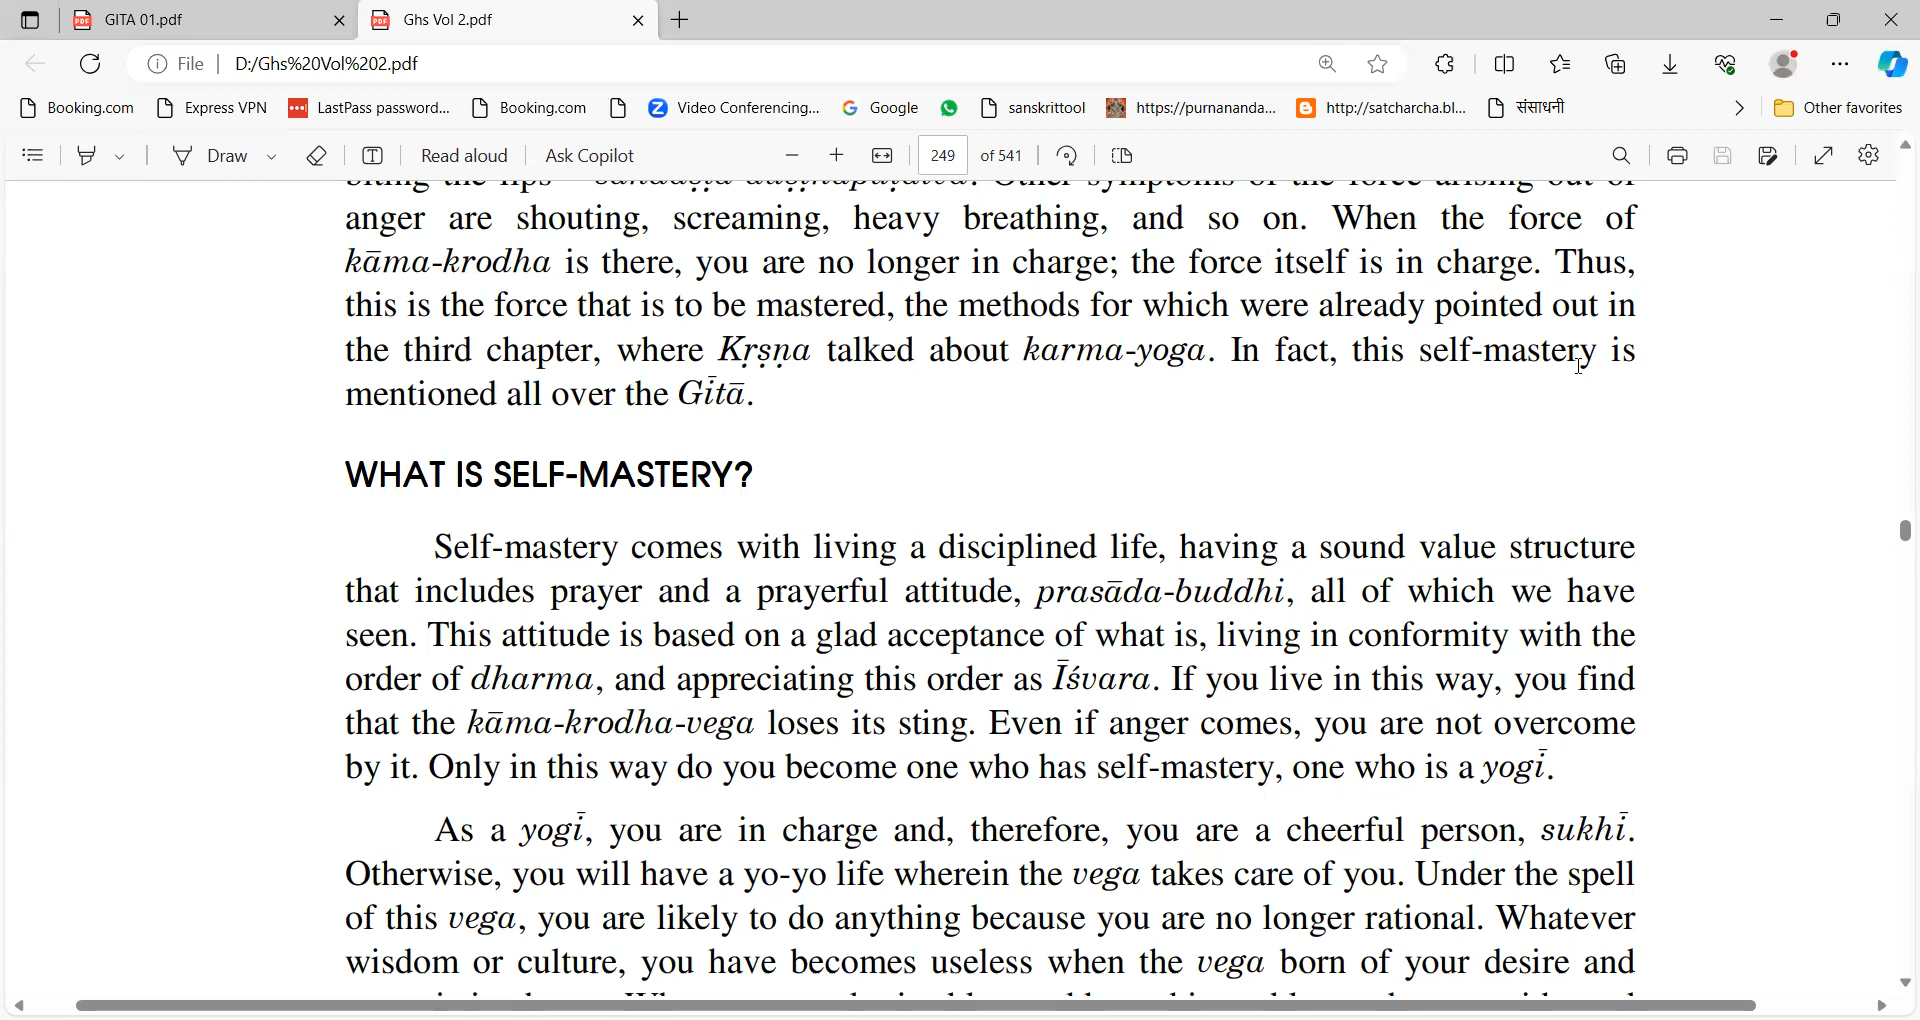 GITA 01.pdf
Ghs Vol 2.pdf
File | D:/Ghs%20Vol%202.pdf
Booking.com Express VPN LastPass password... Booking.com Video Conferencing... Google sanskrittool https://purnananda... http://satcharcha.bl... संसाधनी Other favorites
Draw Read aloud Ask Copilot 249 of 541
anger are shouting, screaming, heavy breathing, and so on. When the force of
kāma-krodha is there, you are no longer in charge; the force itself is in charge. Thus,
this is the force that is to be mastered, the methods for which were already pointed out in
the third chapter, where Kṛṣṇa talked about karma-yoga. In fact, this self-mastery is
mentioned all over the Gītā.
WHAT IS SELF-MASTERY?
Self-mastery comes with living a disciplined life, having a sound value structure
that includes prayer and a prayerful attitude, prasāda-buddhi, all of which we have
seen. This attitude is based on a glad acceptance of what is, living in conformity with the
order of dharma, and appreciating this order as Īśvara. If you live in this way, you find
that the kāma-krodha-vega loses its sting. Even if anger comes, you are not overcome
by it. Only in this way do you become one who has self-mastery, one who is a yogī.
As a yogī, you are in charge and, therefore, you are a cheerful person, sukhī.
Otherwise, you will have a yo-yo life wherein the vega takes care of you. Under the spell
of this vega, you are likely to do anything because you are no longer rational. Whatever
wisdom or culture, you have becomes useless when the vega born of your desire and